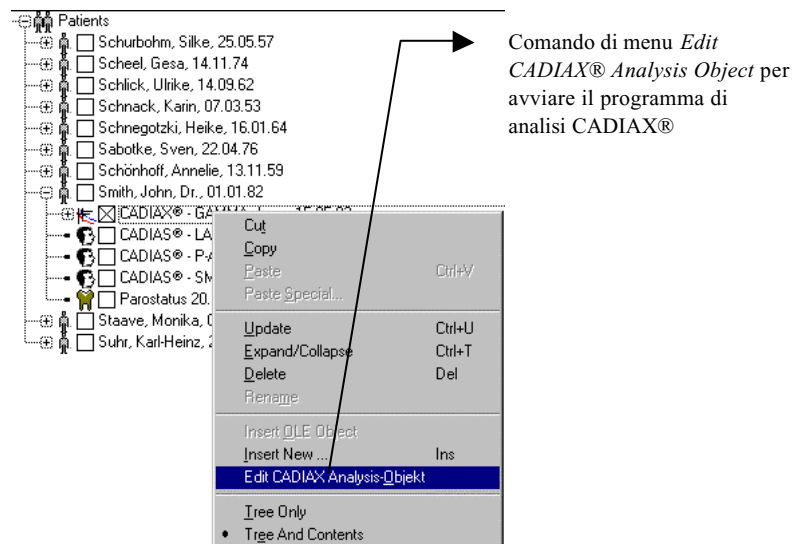 Patients
Schurbohm, Silke, 25.05.57
Scheel, Gesa, 14.11.74
Schlick, Ulrike, 14.09.62
Schnack, Karin, 07.03.53
Schnegotzki, Heike, 16.01.64
Sabotke, Sven, 22.04.76
Schönhoff, Annelie, 13.11.59
Smith, John, Dr., 01.01.82
CADIAX® - GAMMA
CADIAS® - LA
CADIAS® - P-
CADIAS® - SM
Parostatus 20.
Staave, Monika,
Suhr, Karl-Heinz, 2
Cut
Copy
Paste Ctrl+V
Paste Special...
Update Ctrl+U
Expand/Collapse Ctrl+T
Delete Del
Rename
Insert OLE Object
Insert New ... Ins
Edit CADIAX Analysis-Objekt
Tree Only
• Tree And Contents
Comando di menu Edit
CADIAX® Analysis Object per
avviare il programma di
analisi CADIAX®